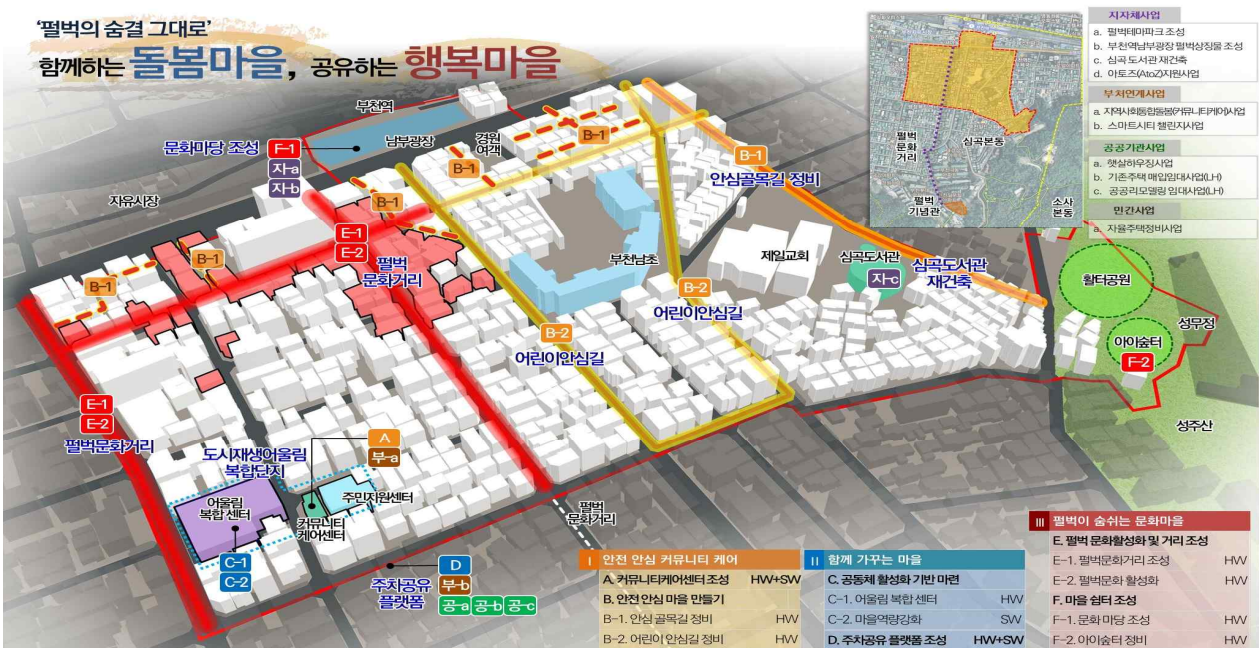 ‘펄벅의 숨결 그대로’
함께하는 돌봄마을, 공유하는 행복마을
지자체사업
a. 펄벅테마파크 조성
b. 부천역남부광장 펄벅상징물 조성
c. 심곡 도서관 재건축
d. 아토즈(AtoZ)지원사업
부처연계사업
a. 지역사회통합돌봄(커뮤니티케어)사업
b. 스마트시티 챌린지사업
공공기관사업
a. 햇살하우징사업
b. 기존주택 매입임대사업(LH)
c. 공공리모델링 임대사업(LH)
민간사업
a. 자율주택정비사업
펄벅
문화
거리
심곡본동
펄벅
기념관
소사
본동
부천역
남부광장
경원
여객
문화마당 조성
F-1
자-a
자-b
자유시장
B-1
B-1
B-1
B-1
B-1
B-1
안심골목길 정비
E-1
E-2
펄벅
문화거리
부천남초
제일교회
심곡도서관
자-c
심곡도서관
재건축
B-2
어린이안심길
B-2
어린이안심길
활터공원
성무정
아이숲터
F-2
성주산
E-1
E-2
펄벅문화거리
도시재생어울림
복합단지
A
부-a
어울림
복합 센터
커뮤니티
케어센터
주민지원센터
C-1
C-2
펄벅
문화거리
주차공유
플랫폼
D
부-b
공-a 공-b 공-c
I 안전 안심 커뮤니티 케어
A. 커뮤니티케어센터 조성 HW+SW
B. 안전 안심 마을 만들기
B-1. 안심 골목길 정비 HW
B-2. 어린이 안심길 정비 HW
II 함께 가꾸는 마을
C. 공동체 활성화 기반 마련
C-1. 어울림 복합 센터 HW
C-2. 마을역량강화 SW
D. 주차공유 플랫폼 조성 HW+SW
III 펄벅이 숨쉬는 문화마을
E. 펄벅 문화활성화 및 거리 조성
E-1. 펄벅문화거리 조성 HW
E-2. 펄벅문화 활성화 HW
F. 마을 쉼터 조성
F-1. 문화 마당 조성 HW
F-2. 아이숲터 정비 HW